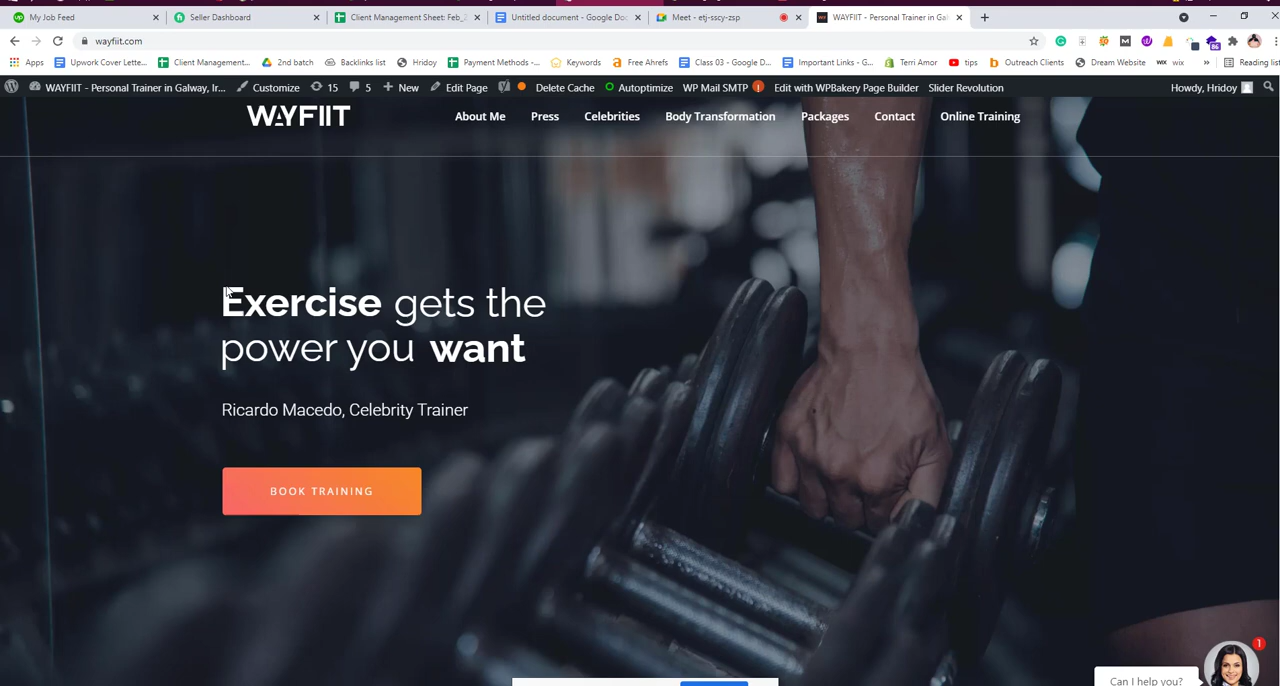 My Job Feed
Seller Dashboard
Client Management Sheet: Feb_2
Untitled document - Google Doc
Meet - etj-sscy-zsp
WAYFIIT - Personal Trainer in Gal
wayfiit.com
Apps
Upwork Cover Lette...
Client Management...
2nd batch
Backlinks list
Hridoy
Payment Methods -...
Keywords
Free Ahrefs
Class 03 - Google D...
Important Links - G...
Terri Amor
tips
Outreach Clients
Dream Website
WIX wix
»
Reading list
WAYFIIT - Personal Trainer in Galway, Ir...
Customize
15
5
New
Edit Page
Delete Cache
Autoptimize
WP Mail SMTP !
Edit with WPBakery Page Builder
Slider Revolution
Howdy, Hridoy
WAYFIIT
About Me
Press
Celebrities
Body Transformation
Packages
Contact
Online Training
Exercise gets the
power you want
Ricardo Macedo, Celebrity Trainer
BOOK TRAINING
1
Can I help you?